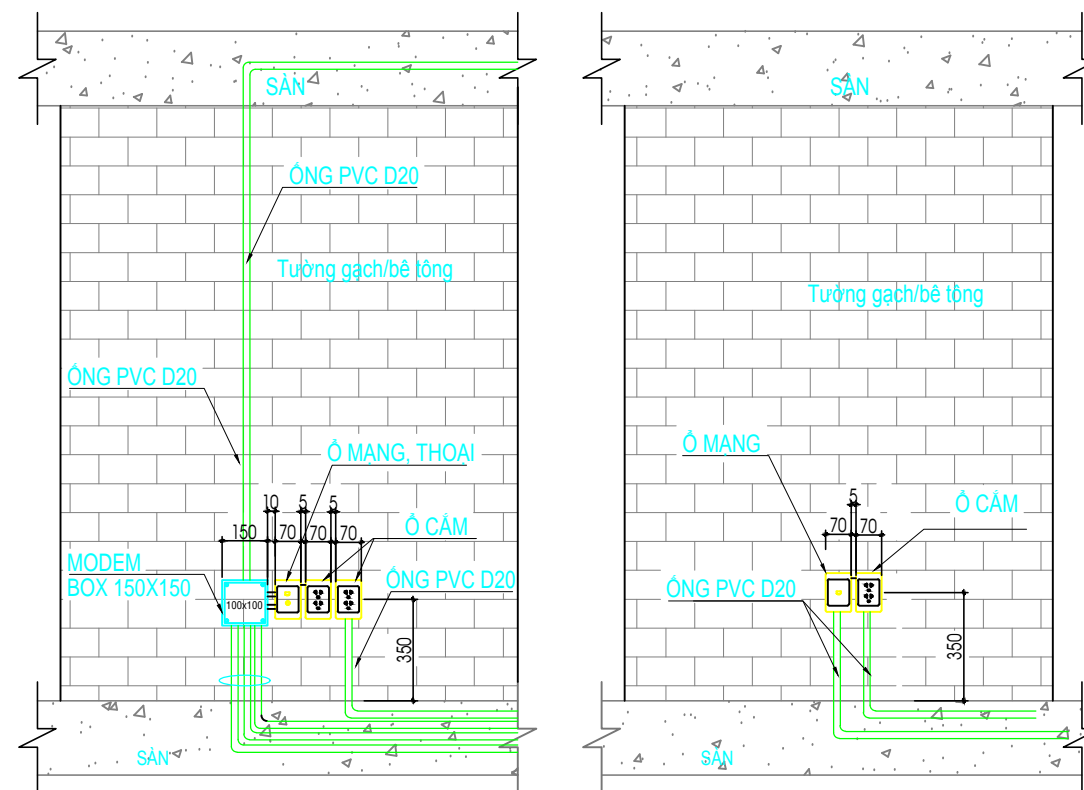 SÀN
ỐNG PVC D20
Tường gạch/bê tông
ỐNG PVC D20
Ổ MẠNG, THOẠI
10
5
5
150
70
70
70
Ổ CẮM
MODEM
BOX 150X150
100x100
ỐNG PVC D20
350
SÀN
SÀN
Tường gạch/bê tông
Ổ MẠNG
5
70
70
Ổ CẮM
ỐNG PVC D20
350
SÀN